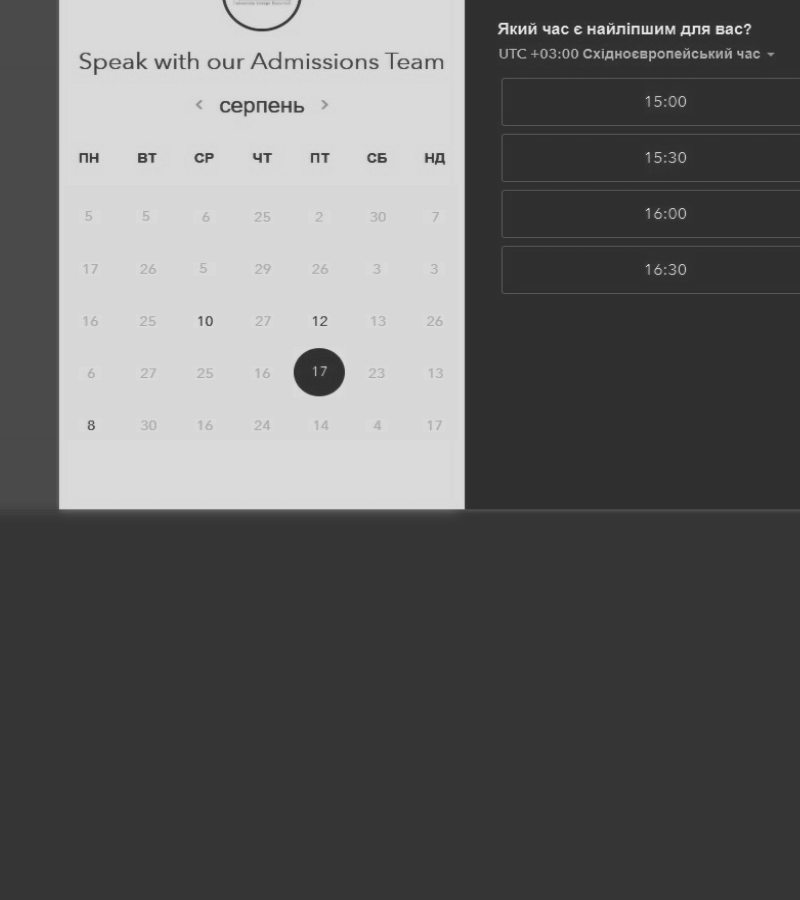 Speak with our Admissions Team
< серпень >
ПН ВТ СР ЧТ ПТ СБ НД
5 5 6 25 2 30 7
17 26 5 29 26 3 3
16 25 10 27 12 13 26
6 27 25 16 17 23 13
8 30 16 24 14 4 17
Який час є найліпшим для вас?
UTC +03:00 Східноєвропейський час
15:00
15:30
16:00
16:30